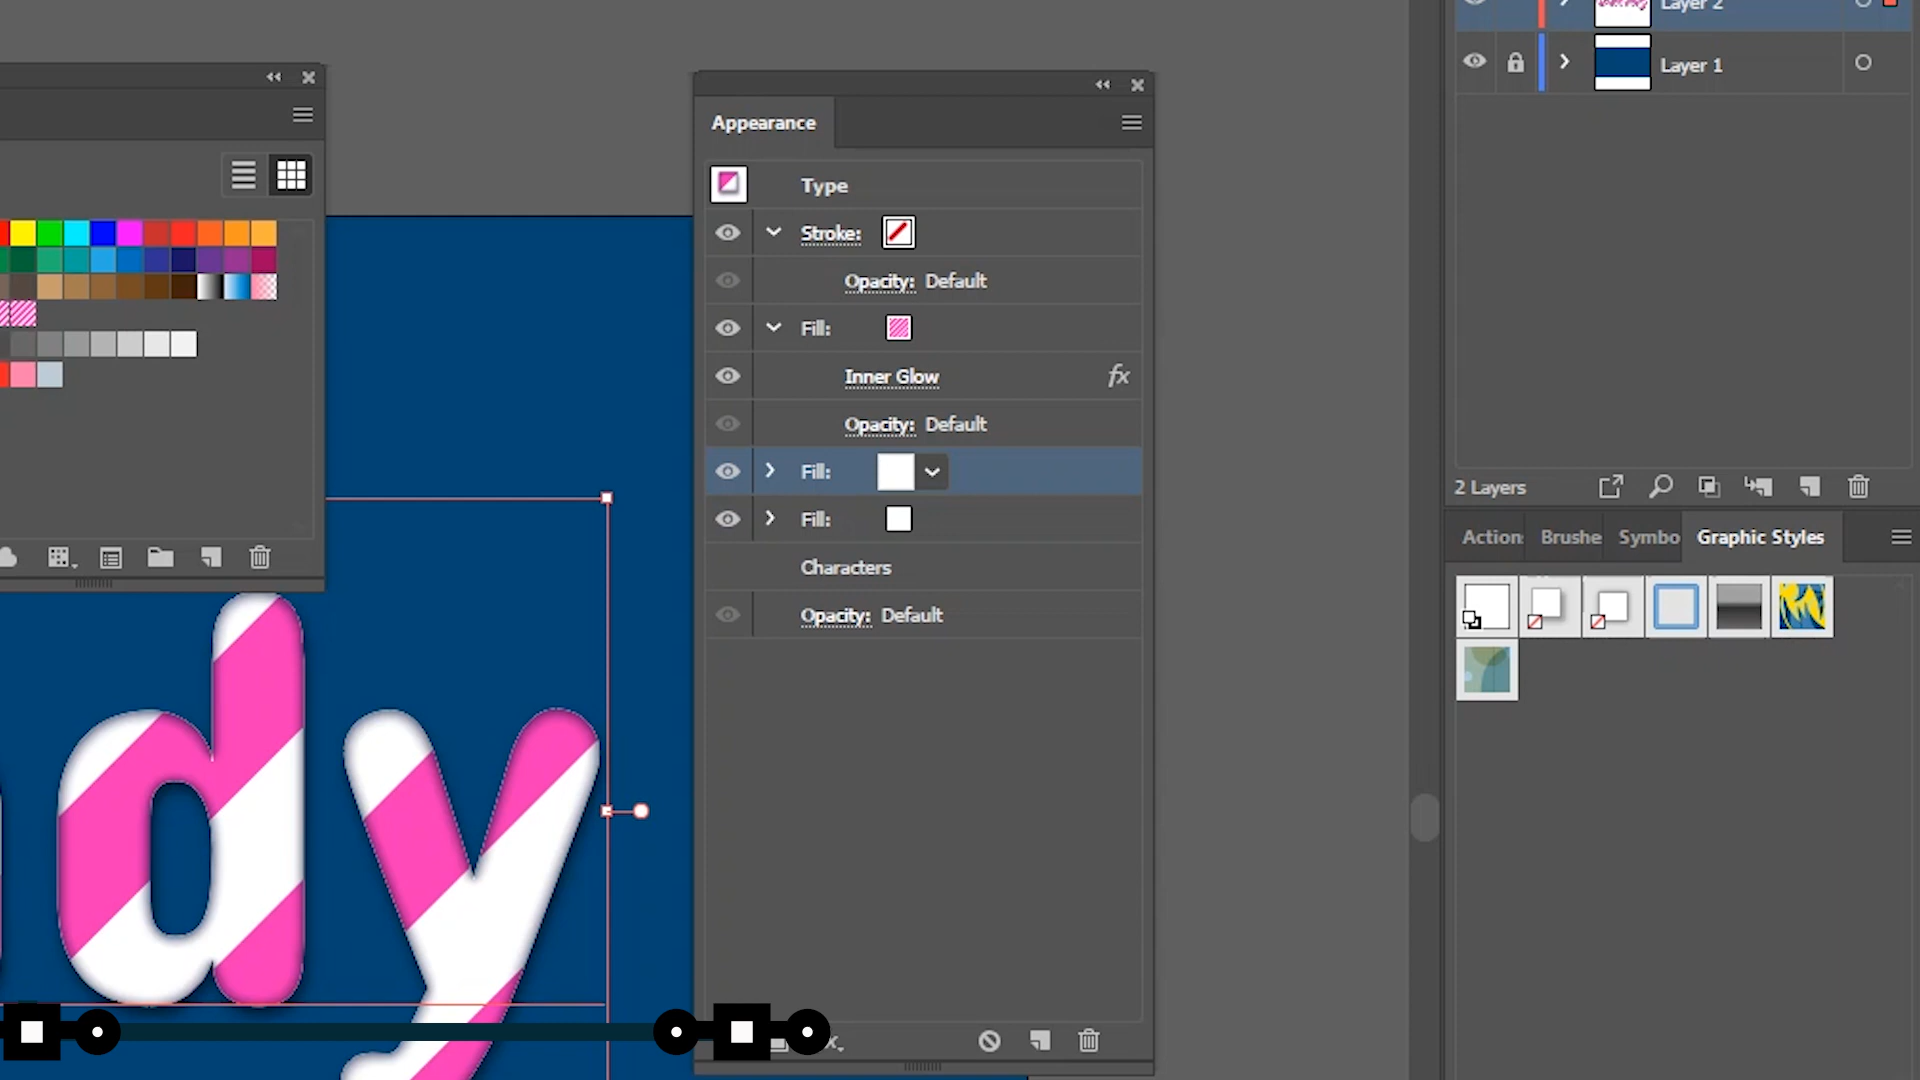 Layer 2
Layer 1
Appearance
Type
Stroke:
Opacity: Default
Fill:
Inner Glow fx
Opacity: Default
Fill:
Fill:
Characters
Opacity: Default
2 Layers
Action Brushe Symbo Graphic Styles
dy